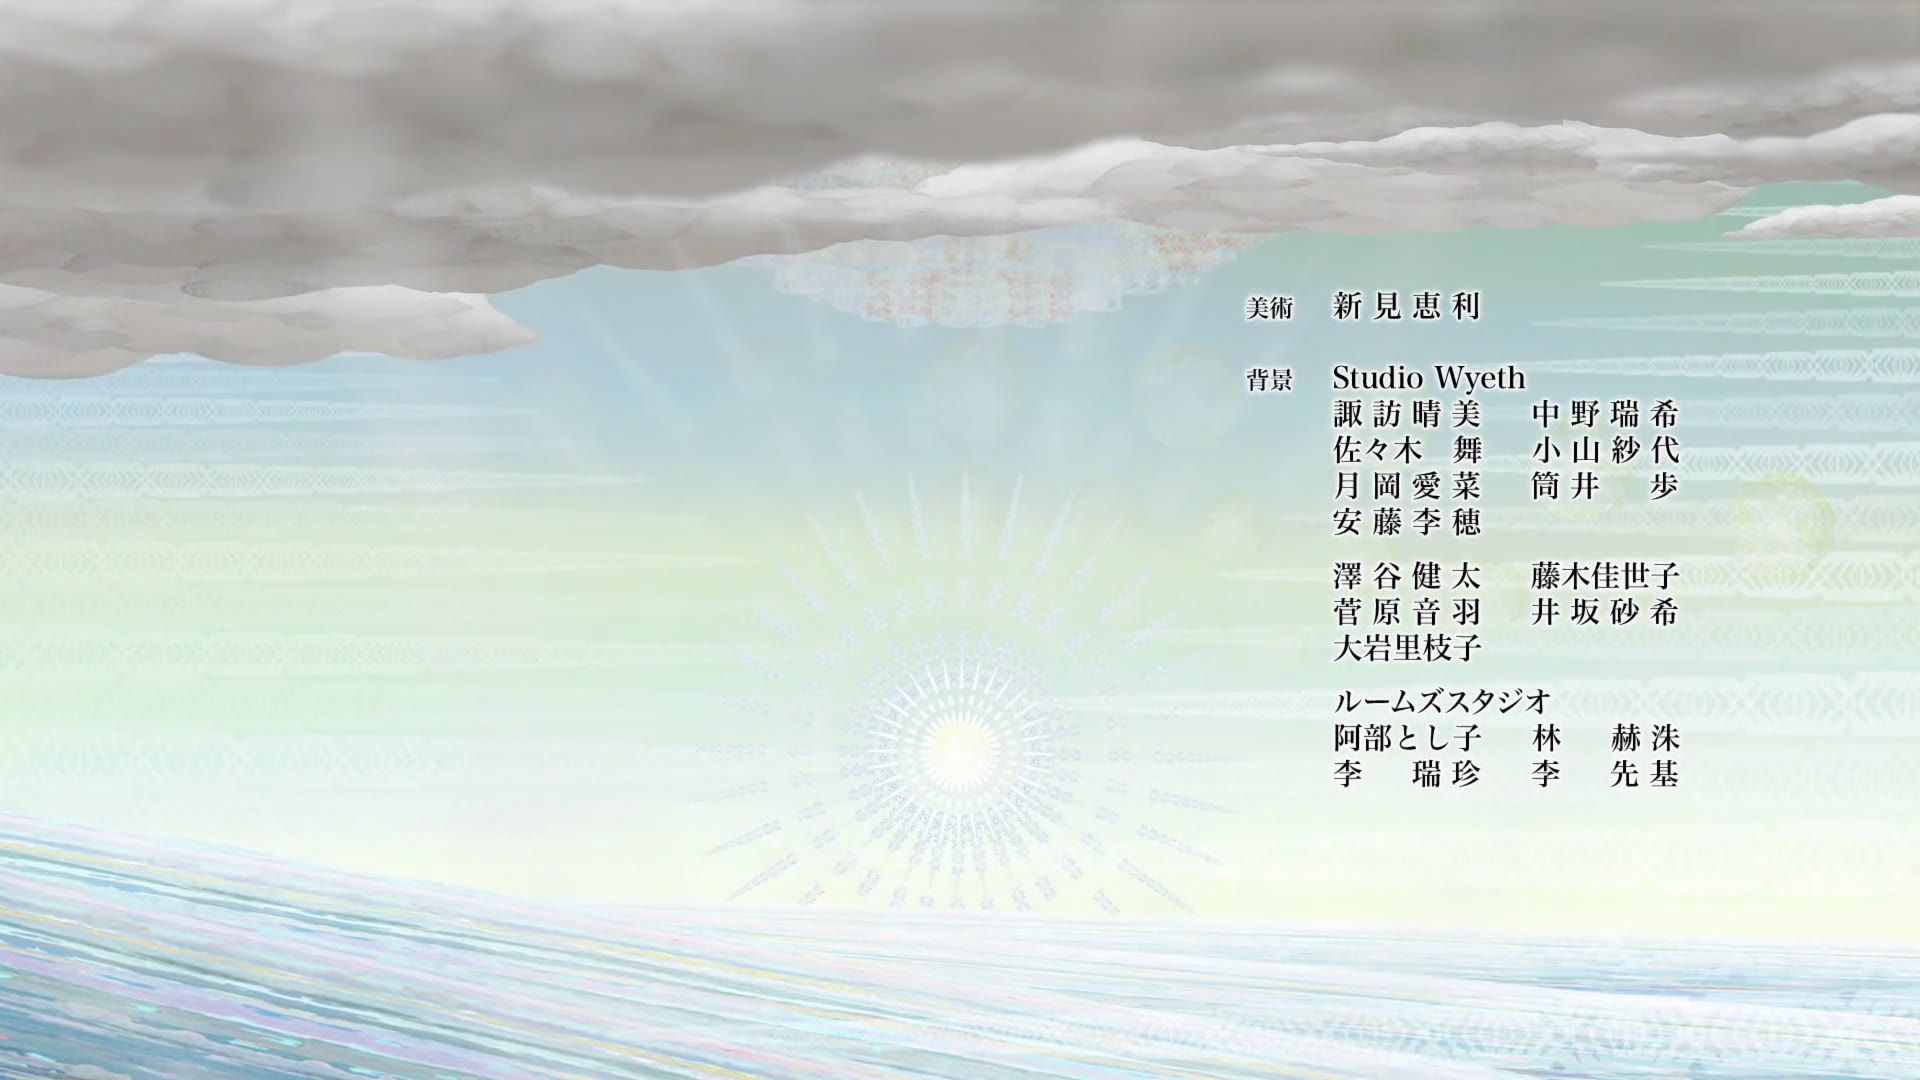 美術 新見恵利
背景 Studio Wyeth
諏訪晴美 中野瑞希
佐々木 舞 小山紗代
月岡愛菜 筒井 歩
安藤李穂
澤谷健太 藤木佳世子
菅原音羽 井坂砂希
大岩里枝子
ルームズスタジオ
阿部とし子 林 赫洙
李 瑞珍 李 先基